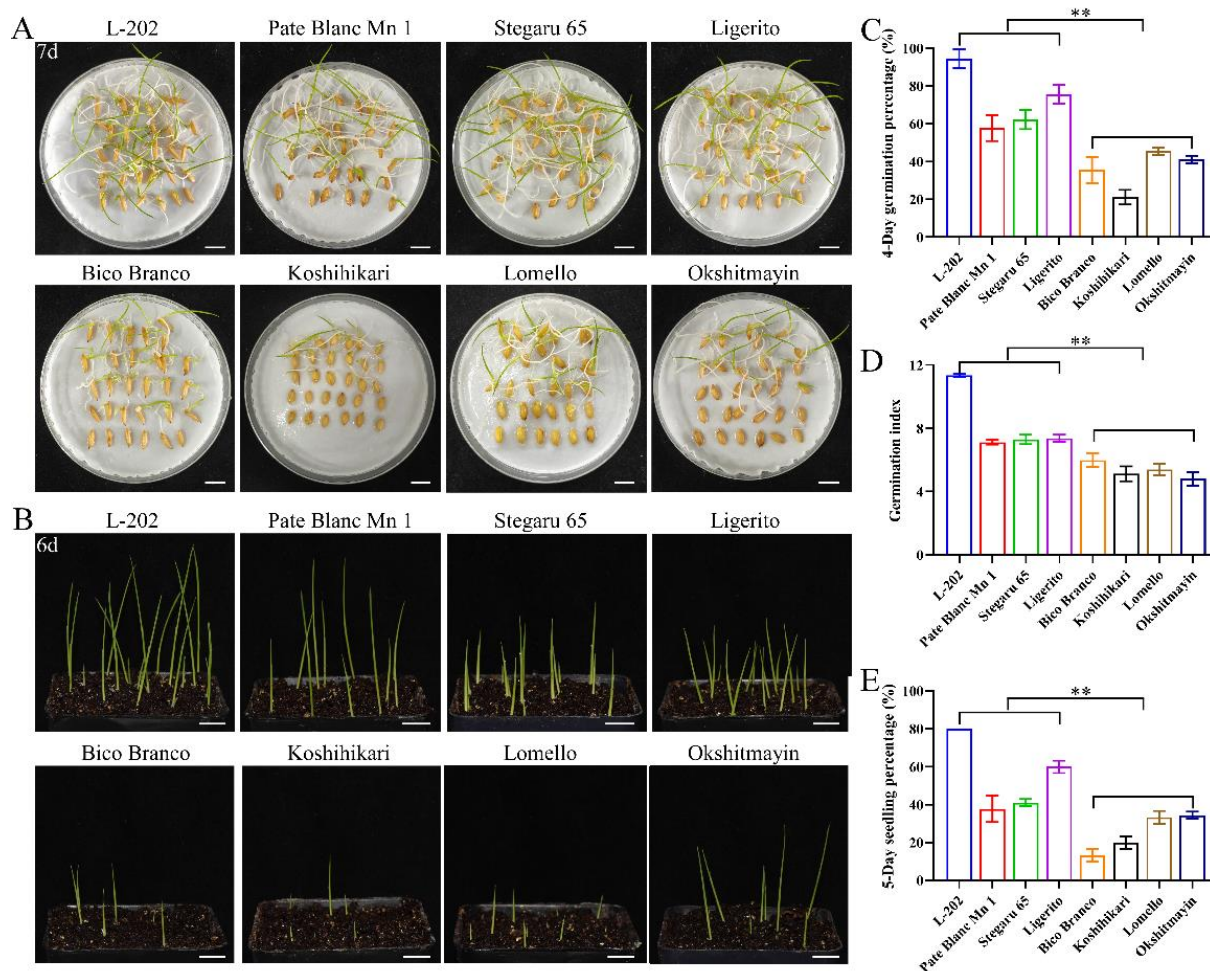 A
L-202
Pate Blanc Mn 1
Stegaru 65
Ligerito
7d
Bico Branco
Koshihikari
Lomello
Okshitmayin
B
L-202
Pate Blanc Mn 1
Stegaru 65
Ligerito
6d
Bico Branco
Koshihikari
Lomello
Okshitmayin
C
**
4-Day germination percentage (%)
100
80
60
40
20
0
L-202
Pate Blanc Mn 1
Stegaru 65
Ligerito
Bico Branco
Koshihikari
Lomello
Okshitmayin
D
**
Germination index
12
8
4
0
L-202
Pate Blanc Mn 1
Stegaru 65
Ligerito
Bico Branco
Koshihikari
Lomello
Okshitmayin
E
**
5-Day seedling percentage (%)
100
80
60
40
20
0
L-202
Pate Blanc Mn 1
Stegaru 65
Ligerito
Bico Branco
Koshihikari
Lomello
Okshitmayin